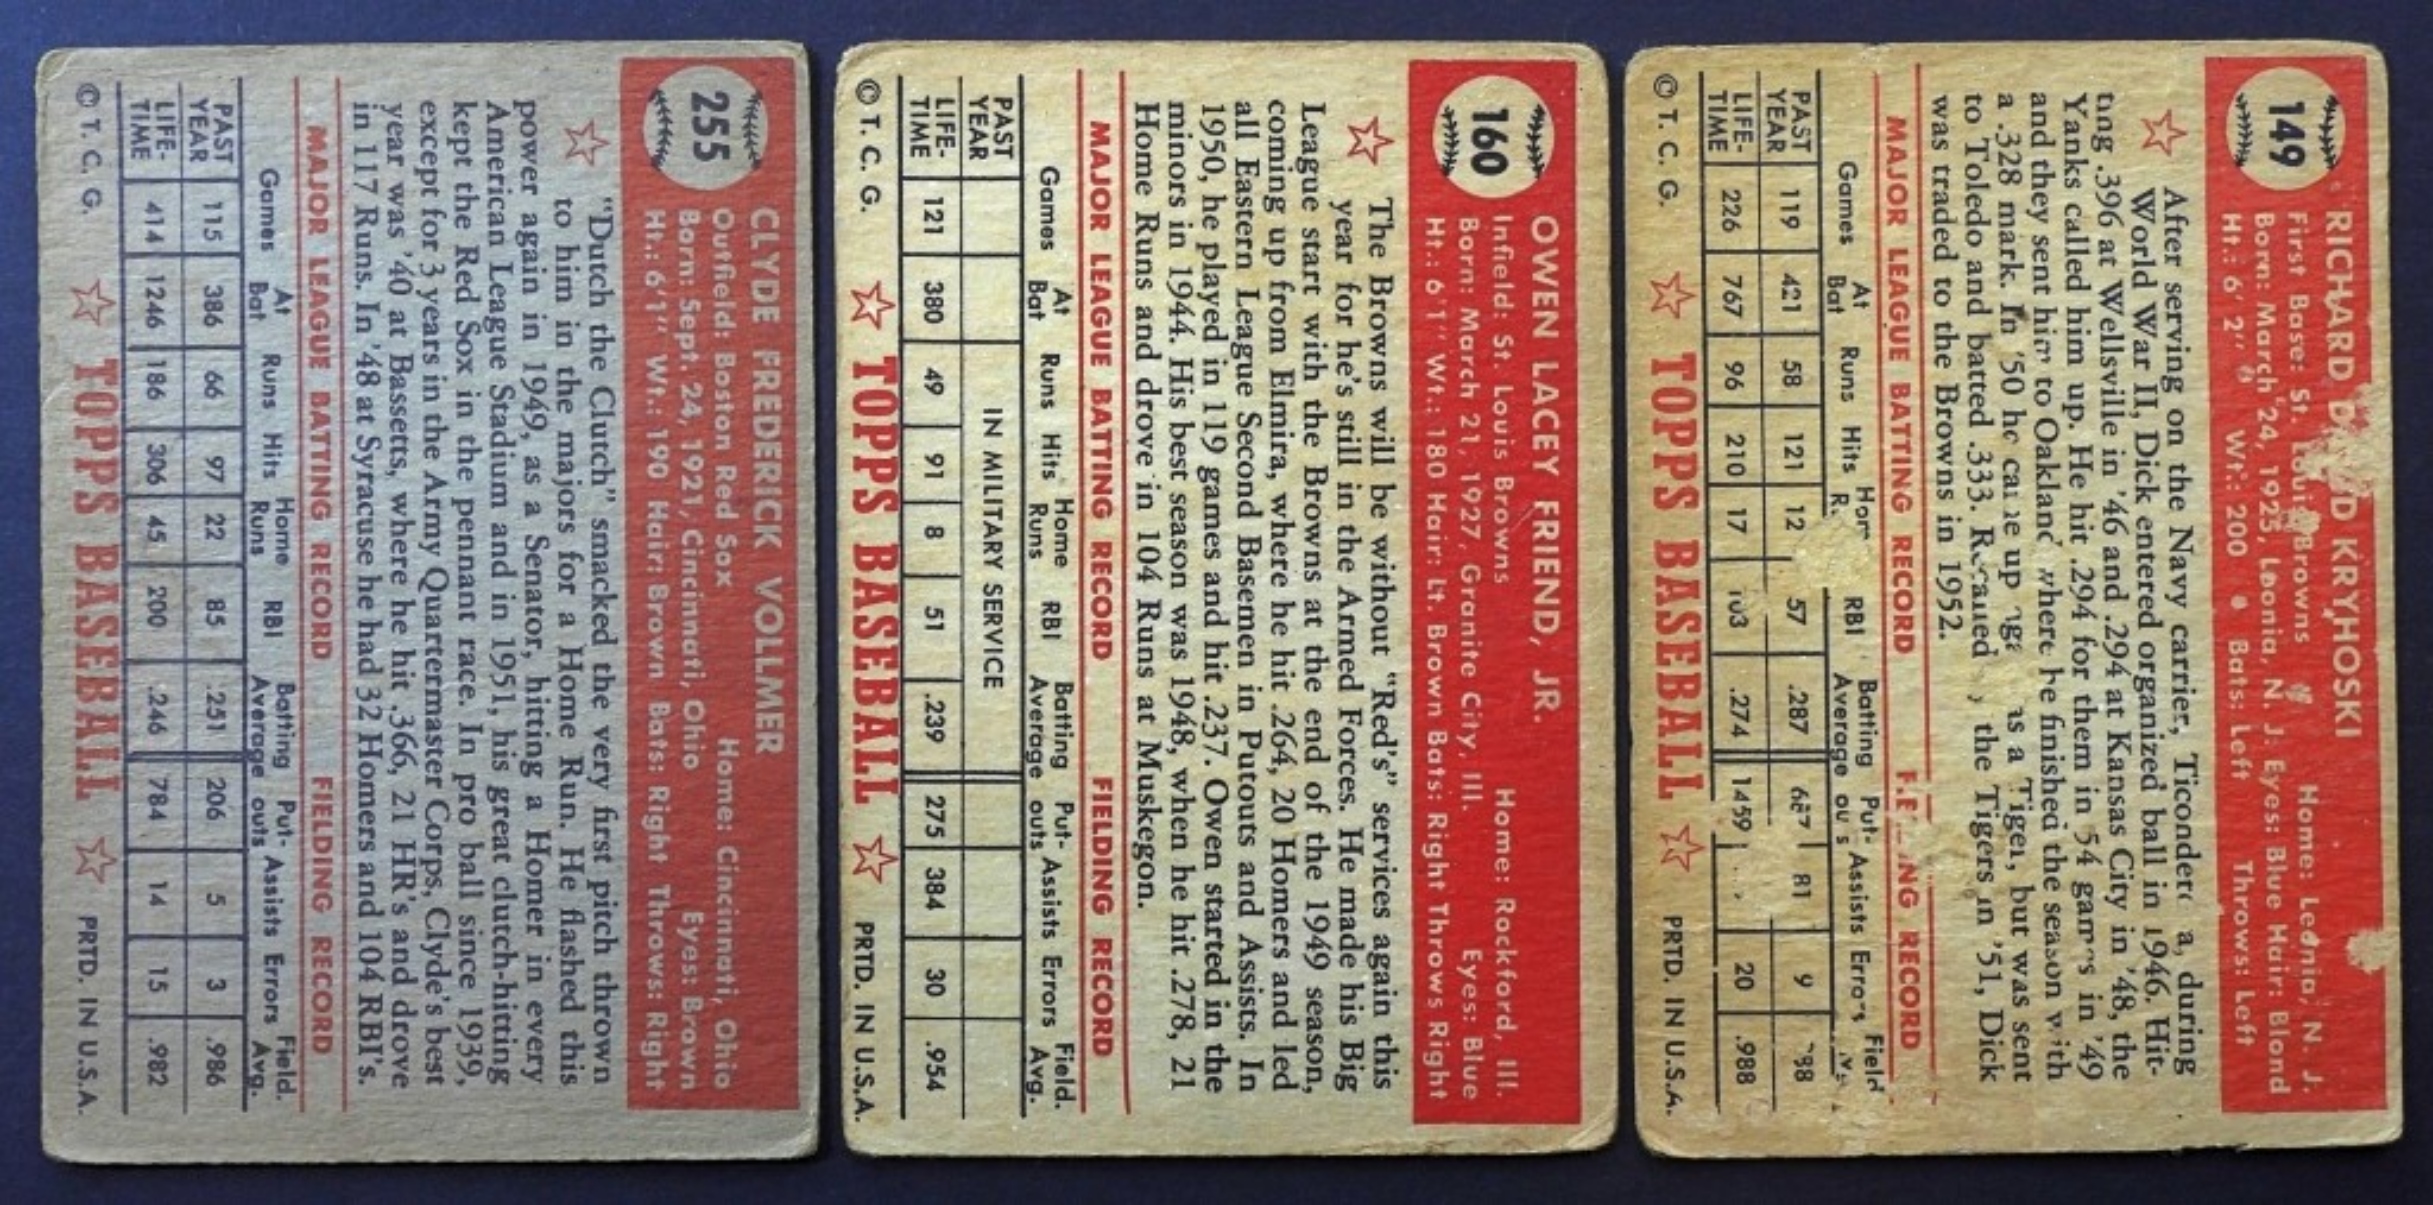 255
CLYDE FREDERICK VOLLMER
Outfield: Boston Red Sox Home: Cincinnati, Ohio
Born: Sept. 24, 1921, Cincinnati, Ohio Eyes: Brown
Ht.: 6'1" Wt.: 190 Hair: Brown Bats: Right Throws: Right
"Dutch the Clutch" smacked the very first pitch thrown
to him in the majors for a Home Run. He flashed this
power again in 1949, as a Senator, hitting a Homer in every
American League Stadium and in 1951, his great clutch-hitting
kept the Red Sox in the pennant race. In pro ball since 1939,
except for 3 years in the Army Quartermaster Corps, Clyde's best
year was '40 at Bassetts, where he hit .366, 21 HR's and drove
in 117 Runs. In '48 at Syracuse he had 32 Homers and 104 RBI's.
MAJOR LEAGUE BATTING RECORD FIELDING RECORD
Games At Bat Runs Hits Home Runs RBI Batting Average Put-outs Assists Errors Field. Avg.
PAST YEAR 115 386 66 97 22 85 .251 206 5 3 .986
LIFE-TIME 414 1246 186 306 45 200 .246 784 14 15 .982
© T. C. G. TOPPS BASEBALL PRTD. IN U.S.A.
160
OWEN LACEY FRIEND, JR.
Infield: St. Louis Browns Home: Rockford, Ill.
Born: March 21, 1927, Granite City, Ill. Eyes: Blue
Ht.: 6'1" Wt.: 180 Hair: Lt. Brown Bats: Right Throws Right
The Browns will be without "Red's" services again this
year for he's still in the Armed Forces. He made his Big
League start with the Browns at the end of the 1949 season,
coming up from Elmira, where he hit .264, 20 Homers and led
all Eastern League Second Basemen in Putouts and Assists. In
1950, he played in 119 games and hit .237. Owen started in the
minors in 1944. His best season was 1948, when he hit .278, 21
Home Runs and drove in 104 Runs at Muskegon.
MAJOR LEAGUE BATTING RECORD FIELDING RECORD
Games At Bat Runs Hits Home Runs RBI Batting Average Put-outs Assists Errors Field. Avg.
PAST YEAR IN MILITARY SERVICE
LIFE-TIME 121 380 49 91 8 51 .239 275 384 30 .954
© T. C. G. TOPPS BASEBALL PRTD. IN U.S.A.
149
RICHARD KRYHOSKI
First Base: St. Louis Browns Home: Leonia, N. J.
Born: March 24, 1925, Leonia, N. J. Eyes: Blue Hair: Blond
Ht.: 6' 2" Wt.: 200 Bats: Left Throws: Left
After serving on the Navy carrier, during
World War II, Dick entered organized ball in 1946. Hit-
ting .396 at Wellsville in '46 and .294 at Kansas City in '48, the
Yanks called him up. He hit .294 for them in 54 games in '49
and they sent him to Oakland where he finished the season with
a .328 mark. In '50 he came up as a Tiger, but was sent
to Toledo and batted .333. the Tigers in '51, Dick
was traded to the Browns in 1952.
MAJOR LEAGUE BATTING RECORD RECORD
Games At Bat Runs Hits RBI Batting Average Put-outs Assists Errors Field
PAST YEAR 119 421 58 121 12 57 .287 81 9
LIFE-TIME 226 767 96 210 17 103 .274 1459 20 .988
© T. C. G. TOPPS BASEBALL PRTD. IN U.S.A.